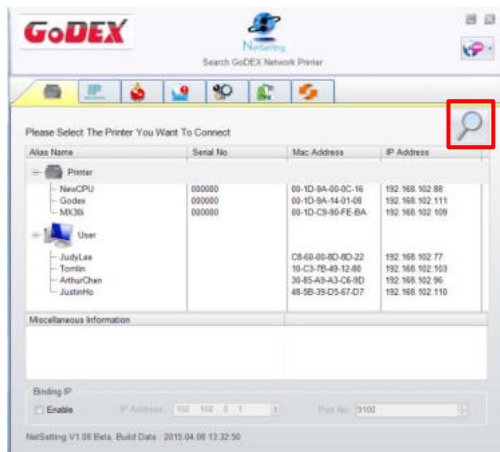 GoDEX
NetSetting
Search GoDEX Network Printer
IP
Please Select The Printer You Want To Connect
Alias Name Serial No. Mac Address IP Address
Printer
NewCPU 000000 00-1D-9A-00-0C-16 192.168.102.88
Godex 000000 00-1D-9A-14-01-08 192.168.102.111
MX30i 000000 00-1D-C9-90-FE-BA 192.168.102.109
User
JudyLee C8-60-00-8D-8D-22 192.168.102.77
Tomlin 10-C3-7B-49-12-80 192.168.102.103
ArthurChen 30-85-A9-A3-C6-9D 192.168.102.96
JustinHo 48-5B-39-D5-67-D7 192.168.102.110
Miscellaneous Information
Binding IP
Enable IP Address: 192 . 168 . 0 . 1 Port No: 9100
NetSetting V1.08 Beta, Build Date : 2015.04.08 13:32:50